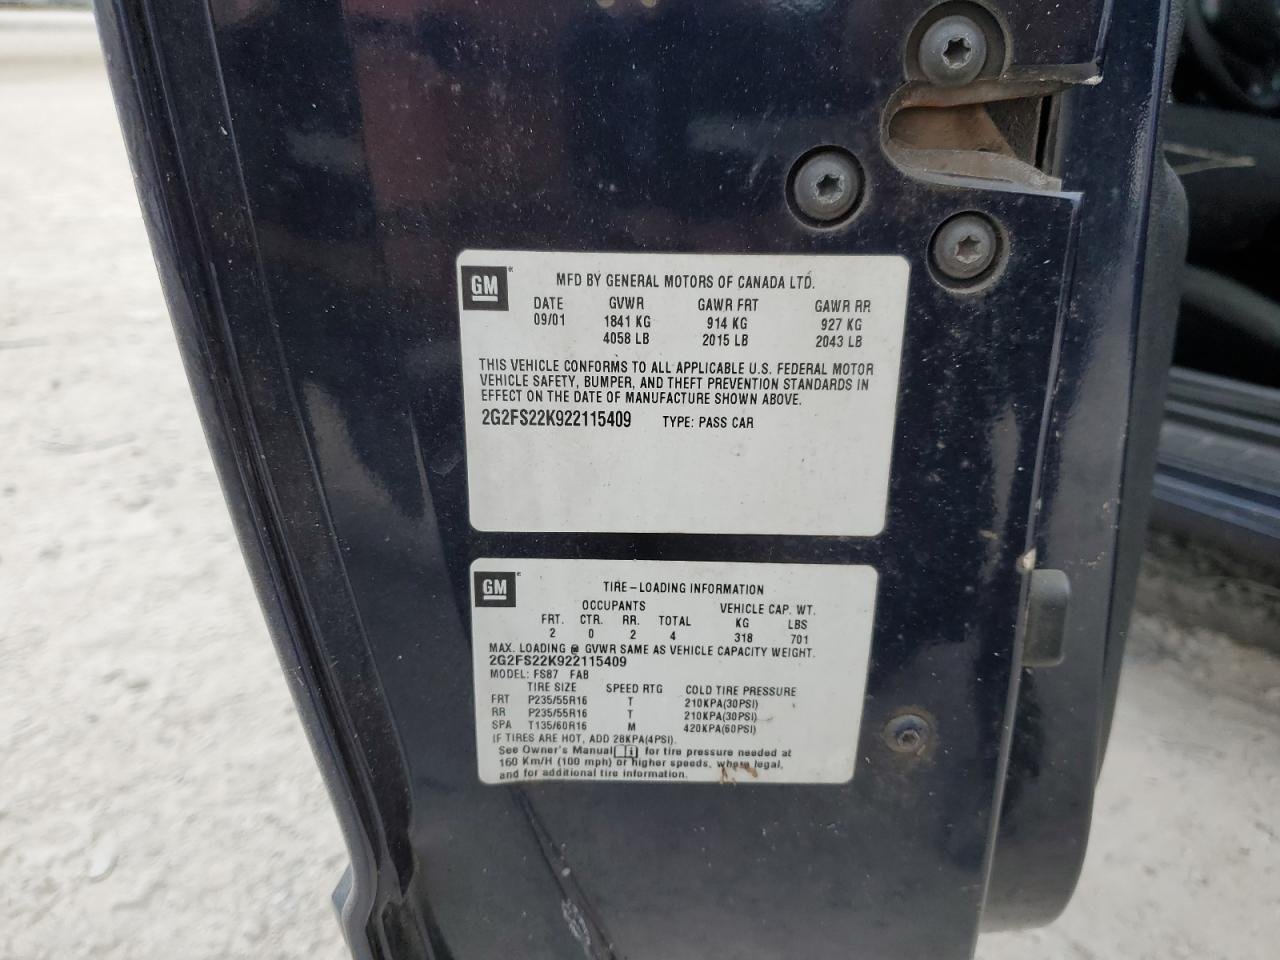 GM
MFD BY GENERAL MOTORS OF CANADA LTD.
DATE GVWR GAWR FRT GAWR RR
09/01 1841 KG 914 KG 927 KG
4058 LB 2015 LB 2043 LB
THIS VEHICLE CONFORMS TO ALL APPLICABLE U.S. FEDERAL MOTOR
VEHICLE SAFETY, BUMPER, AND THEFT PREVENTION STANDARDS IN
EFFECT ON THE DATE OF MANUFACTURE SHOWN ABOVE.
2G2FS22K922115409 TYPE: PASS CAR
GM
TIRE-LOADING INFORMATION
OCCUPANTS VEHICLE CAP. WT.
FRT. CTR. RR. TOTAL KG LBS
2 0 2 4 318 701
MAX. LOADING @ GVWR SAME AS VEHICLE CAPACITY WEIGHT.
2G2FS22K922115409
MODEL: FS87 FAB
TIRE SIZE SPEED RTG COLD TIRE PRESSURE
FRT P235/55R16 T 210KPA(30PSI)
RR P235/55R16 T 210KPA(30PSI)
SPA T135/60R16 M 420KPA(60PSI)
IF TIRES ARE HOT, ADD 28KPA(4PSI).
See Owner's Manual for tire pressure needed at
160 Km/H (100 mph) or higher speeds, where legal,
and for additional tire information.